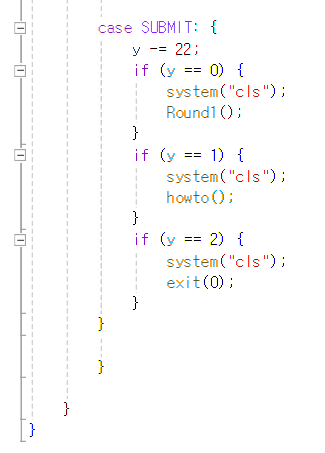 case SUBMIT: {
y -= 22;
if (y == 0) {
system("cls");
Round1();
}
if (y == 1) {
system("cls");
howto();
}
if (y == 2) {
system("cls");
exit(0);
}
}
}
}
}